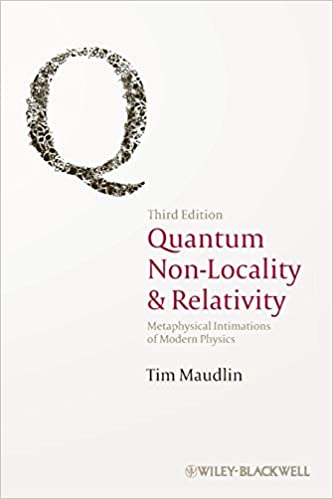 Q
Third Edition
Quantum
Non-Locality
& Relativity
Metaphysical Intimations
of Modern Physics
Tim Maudlin
WILEY-BLACKWELL